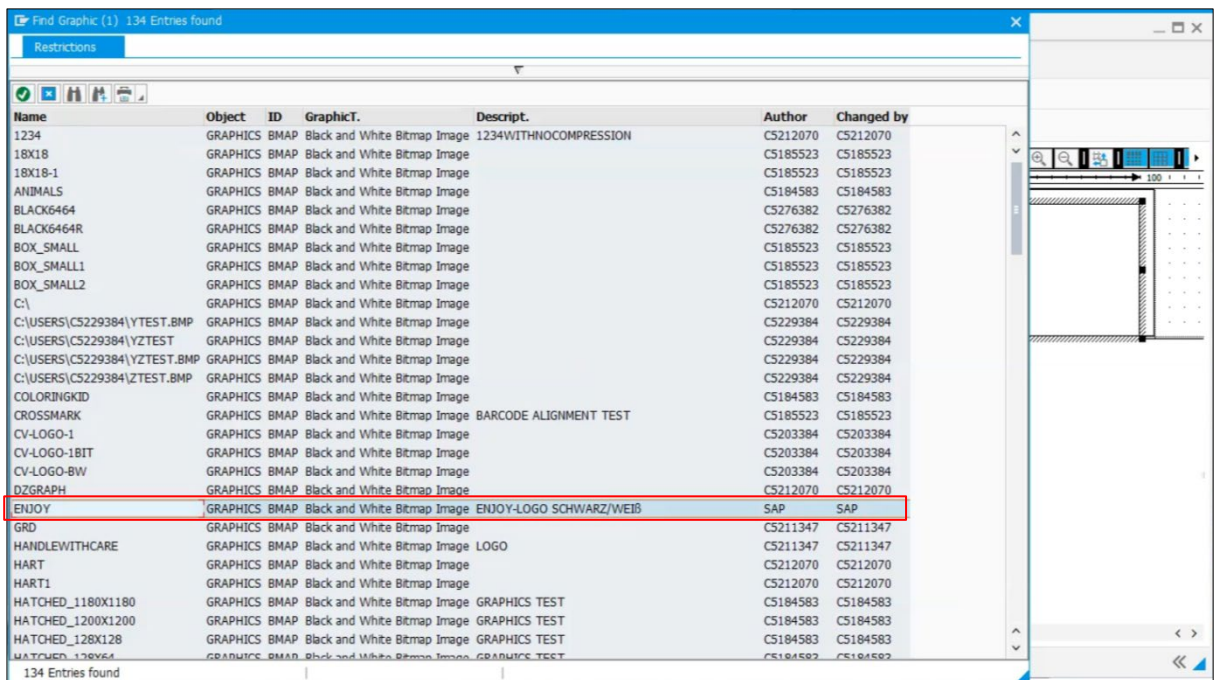 Find Graphic (1) 134 Entries found
Restrictions
Name Object ID GraphicT. Descript. Author Changed by
1234 GRAPHICS BMAP Black and White Bitmap Image 1234WITHNOCOMPRESSION C5212070 C5212070
18X18 GRAPHICS BMAP Black and White Bitmap Image C5185523 C5185523
18X18-1 GRAPHICS BMAP Black and White Bitmap Image C5185523 C5185523
ANIMALS GRAPHICS BMAP Black and White Bitmap Image C5184583 C5184583
BLACK6464 GRAPHICS BMAP Black and White Bitmap Image C5276382 C5276382
BLACK6464R GRAPHICS BMAP Black and White Bitmap Image C5276382 C5276382
BOX_SMALL GRAPHICS BMAP Black and White Bitmap Image C5185523 C5185523
BOX_SMALL1 GRAPHICS BMAP Black and White Bitmap Image C5185523 C5185523
BOX_SMALL2 GRAPHICS BMAP Black and White Bitmap Image C5185523 C5185523
C:\ GRAPHICS BMAP Black and White Bitmap Image C5212070 C5212070
C:\USERS\C5229384\YTEST.BMP GRAPHICS BMAP Black and White Bitmap Image C5229384 C5229384
C:\USERS\C5229384\YZTEST GRAPHICS BMAP Black and White Bitmap Image C5229384 C5229384
C:\USERS\C5229384\YZTEST.BMP GRAPHICS BMAP Black and White Bitmap Image C5229384 C5229384
C:\USERS\C5229384\ZTEST.BMP GRAPHICS BMAP Black and White Bitmap Image C5229384 C5229384
COLORINGKID GRAPHICS BMAP Black and White Bitmap Image C5184583 C5184583
CROSSMARK GRAPHICS BMAP Black and White Bitmap Image BARCODE ALIGNMENT TEST C5185523 C5185523
CV-LOGO-1 GRAPHICS BMAP Black and White Bitmap Image C5203384 C5203384
CV-LOGO-1BIT GRAPHICS BMAP Black and White Bitmap Image C5203384 C5203384
CV-LOGO-BW GRAPHICS BMAP Black and White Bitmap Image C5203384 C5203384
DZGRAPH GRAPHICS BMAP Black and White Bitmap Image C5212070 C5212070
ENJOY GRAPHICS BMAP Black and White Bitmap Image ENJOY-LOGO SCHWARZ/WEIß SAP SAP
GRD GRAPHICS BMAP Black and White Bitmap Image C5211347 C5211347
HANDLEWITHCARE GRAPHICS BMAP Black and White Bitmap Image LOGO C5211347 C5211347
HART GRAPHICS BMAP Black and White Bitmap Image C5212070 C5212070
HART1 GRAPHICS BMAP Black and White Bitmap Image C5212070 C5212070
HATCHED_1180X1180 GRAPHICS BMAP Black and White Bitmap Image GRAPHICS TEST C5184583 C5184583
HATCHED_1200X1200 GRAPHICS BMAP Black and White Bitmap Image GRAPHICS TEST C5184583 C5184583
HATCHED_128X128 GRAPHICS BMAP Black and White Bitmap Image GRAPHICS TEST C5184583 C5184583
HATCHED_128X64 GRAPHICS BMAP Black and White Bitmap Image GRAPHICS TEST C5184583 C5184583
134 Entries found
100